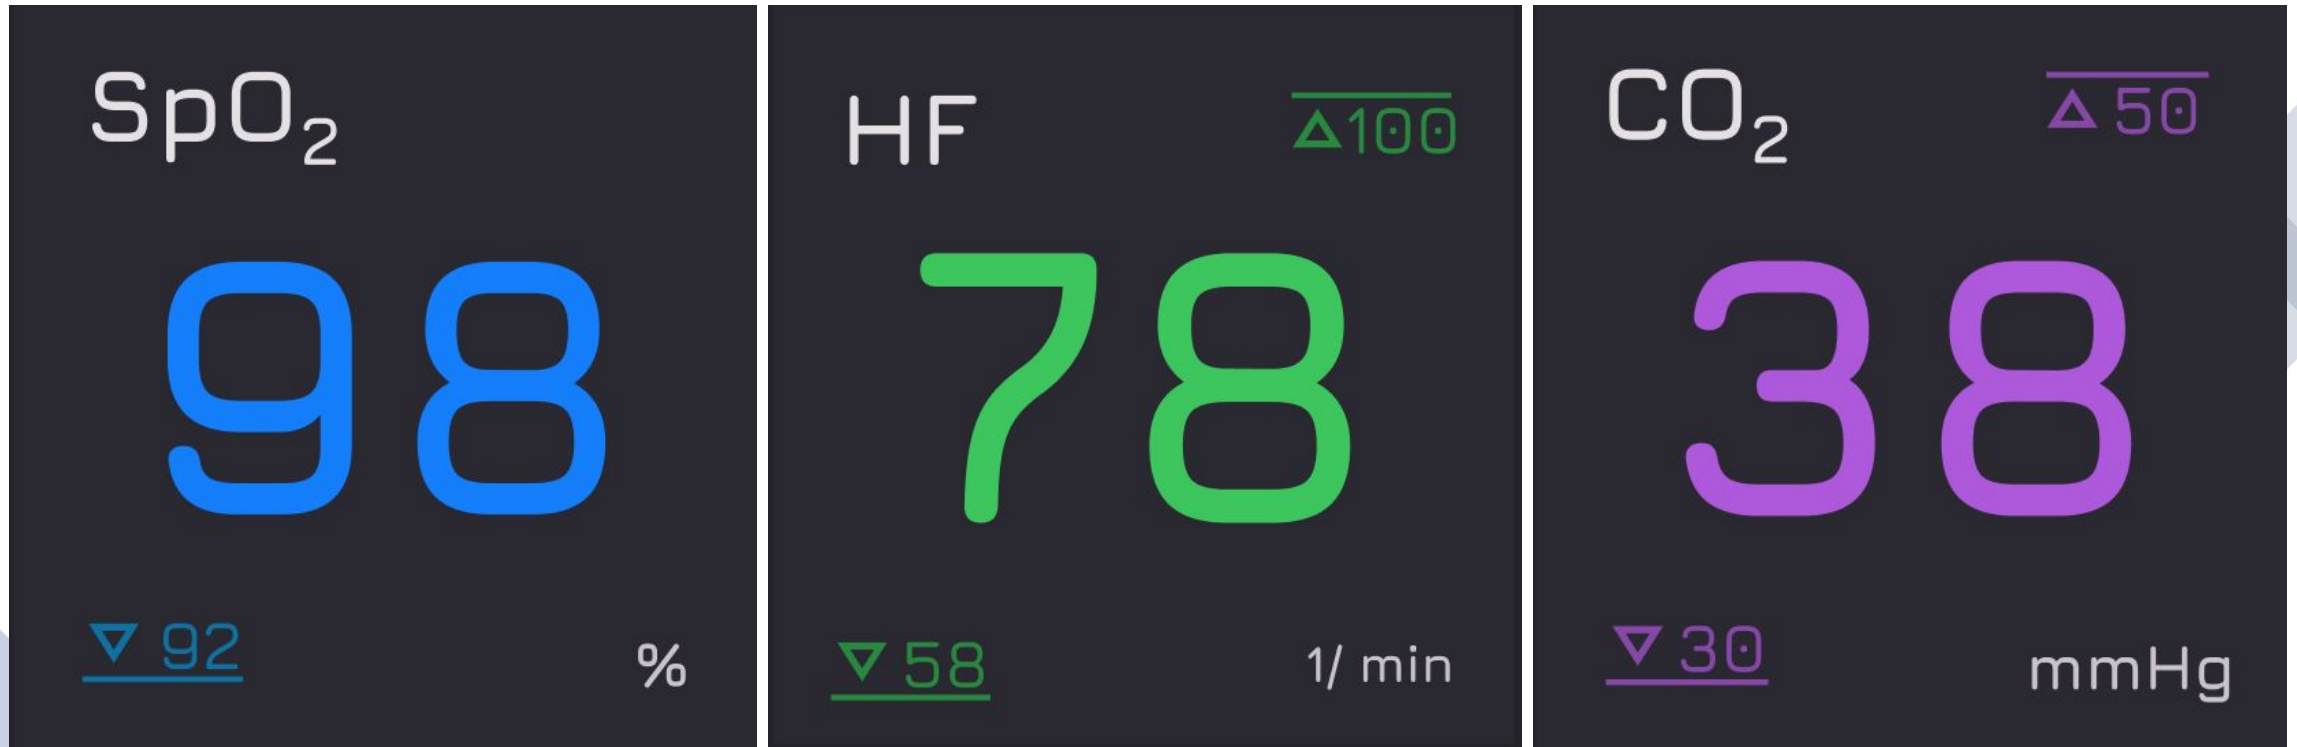 SpO₂
98
▽ 92
%
HF
△100
78
▽ 58
1/ min
CO₂
△ 50
38
▽ 30
mmHg